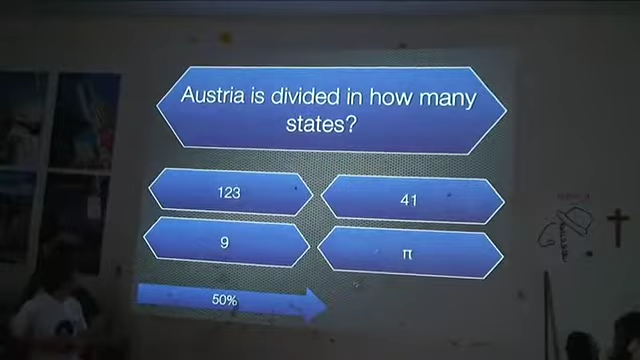 Austria is divided in how many
states?
123
41
9
π
50%